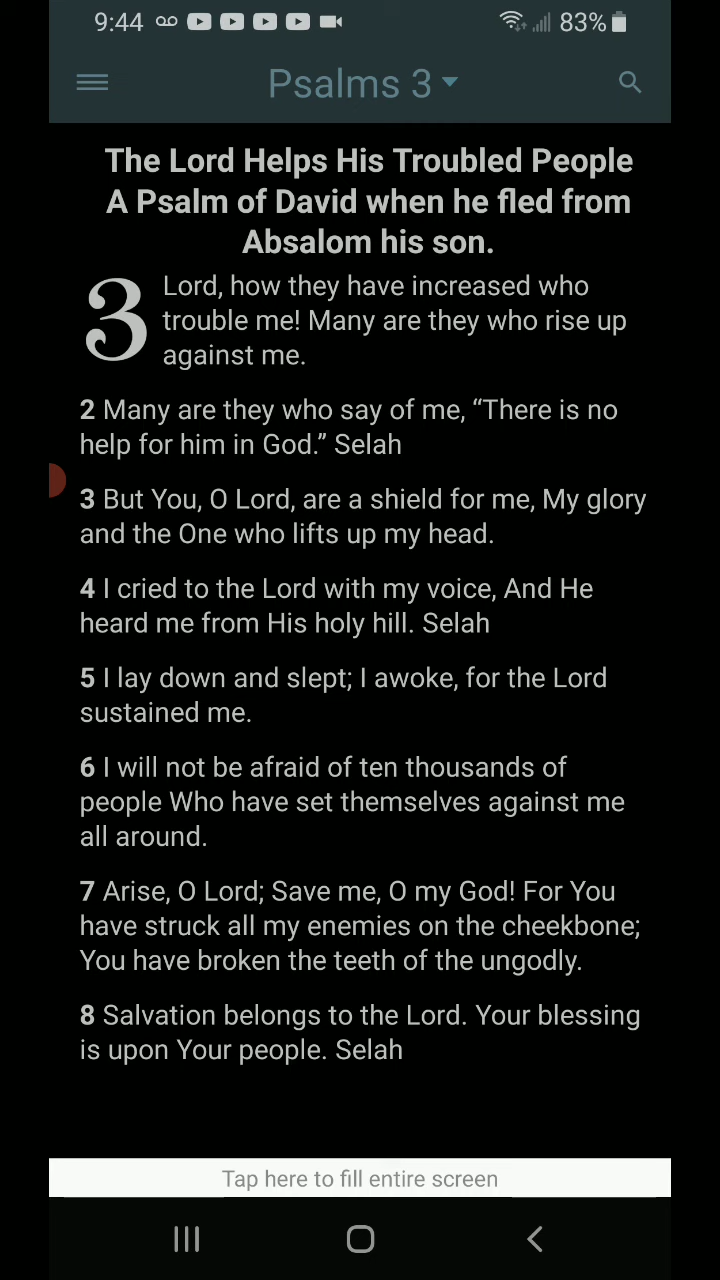 9:44 83%
Psalms 3
The Lord Helps His Troubled People
A Psalm of David when he fled from
Absalom his son.
3 Lord, how they have increased who
trouble me! Many are they who rise up
against me.
2 Many are they who say of me, “There is no
help for him in God.” Selah
3 But You, O Lord, are a shield for me, My glory
and the One who lifts up my head.
4 I cried to the Lord with my voice, And He
heard me from His holy hill. Selah
5 I lay down and slept; I awoke, for the Lord
sustained me.
6 I will not be afraid of ten thousands of
people Who have set themselves against me
all around.
7 Arise, O Lord; Save me, O my God! For You
have struck all my enemies on the cheekbone;
You have broken the teeth of the ungodly.
8 Salvation belongs to the Lord. Your blessing
is upon Your people. Selah
Tap here to fill entire screen